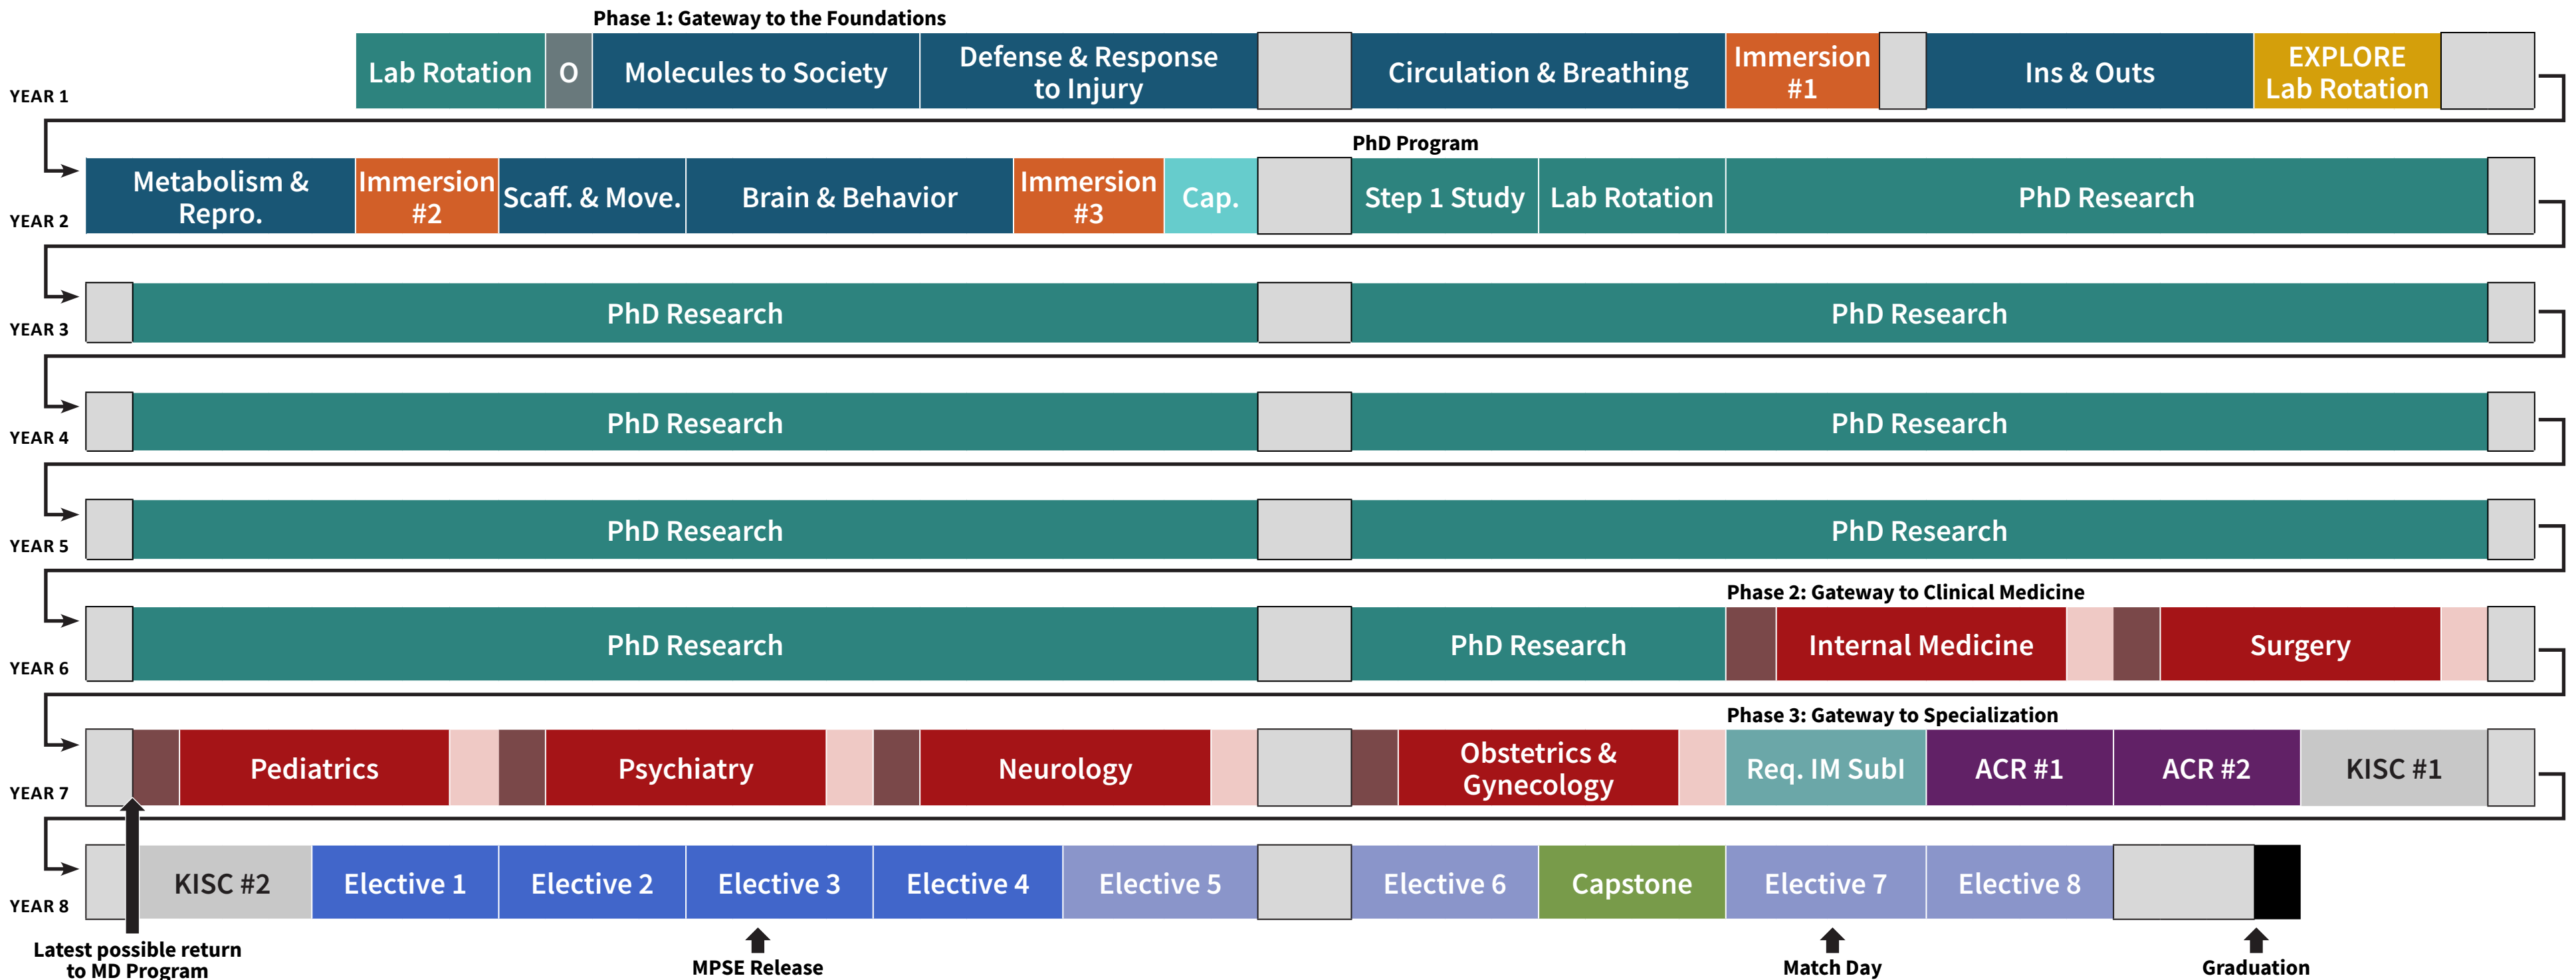 Phase 1: Gateway to the Foundations
YEAR 1
Lab Rotation
O
Molecules to Society
Defense & Response
to Injury
Circulation & Breathing
Immersion
#1
Ins & Outs
EXPLORE
Lab Rotation
PhD Program
YEAR 2
Metabolism &
Repro.
Immersion
#2
Scaff. & Move.
Brain & Behavior
Immersion
#3
Cap.
Step 1 Study
Lab Rotation
PhD Research
YEAR 3
PhD Research
PhD Research
YEAR 4
PhD Research
PhD Research
YEAR 5
PhD Research
PhD Research
Phase 2: Gateway to Clinical Medicine
YEAR 6
PhD Research
PhD Research
Internal Medicine
Surgery
Phase 3: Gateway to Specialization
YEAR 7
Pediatrics
Psychiatry
Neurology
Obstetrics &
Gynecology
Req. IM SubI
ACR #1
ACR #2
KISC #1
YEAR 8
KISC #2
Elective 1
Elective 2
Elective 3
Elective 4
Elective 5
Elective 6
Capstone
Elective 7
Elective 8
Latest possible return
to MD Program
MPSE Release
Match Day
Graduation